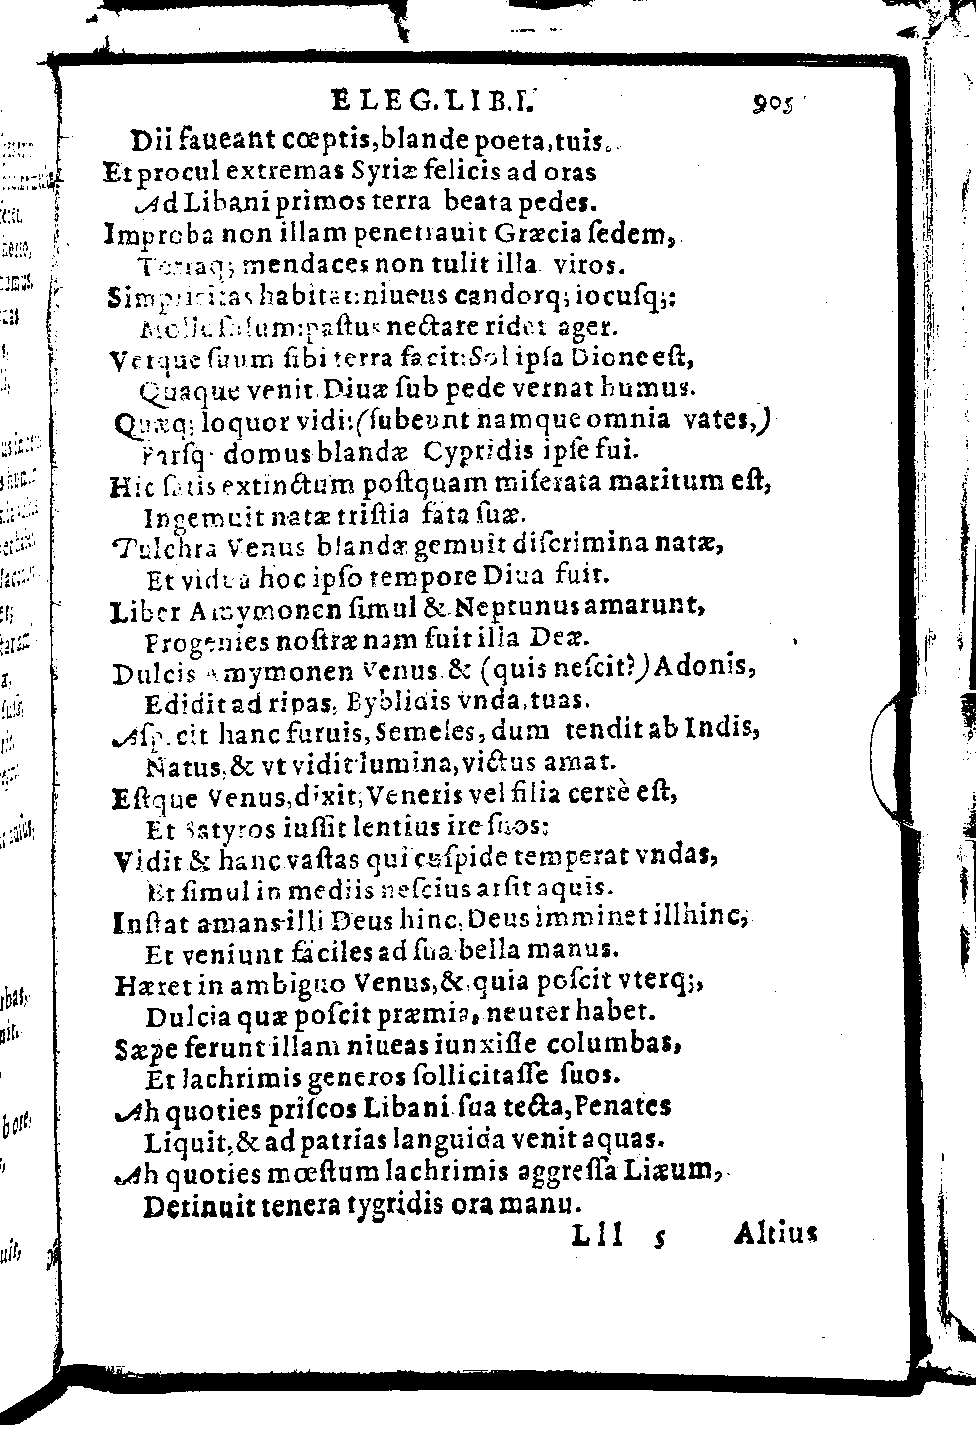 ELEG. LIB. I. 905
Dii faueant cœptis, blande poeta, tuis.
Et procul extremas Syriæ felicis ad oras
Ad Libani primos terra beata pedes.
Improba non illam penetrauit Græcia ſedem,
mendaces non tulit illa viros.
Simplicitas habitat: niueus candorq; iocuſq;:
paſtus nectare ridet ager.
Verque ſuum ſibi terra facit: Sol ipſa Dione eſt,
Quaque venit Diuæ ſub pede vernat humus.
Quæq; loquor vidi: (ſubeunt namque omnia vates,)
Parſq; domus blandæ Cypridis ipſe fui.
Hic ſatis extinctum poſtquam miſerata maritum eſt,
Ingemuit natæ triſtia fata ſuæ.
Pulchra Venus blandæ gemuit diſcrimina natæ,
Et vidua hoc ipſo tempore Diua fuit.
Liber Amymonen ſimul & Neptunus amarunt,
Progenies noſtræ nam fuit illa Deæ.
Dulcis Amymonen Venus & (quis neſcit?) Adonis,
Edidit ad ripas, Byblidis vnda, tuas.
Aſpicit hanc furuis, Semeles, dum tendit ab Indis,
Natus, & vt vidit lumina, victus amat.
Eſtque Venus, dixit, Veneris vel filia certè eſt,
Et Satyros iuſſit lentius ire ſuos:
Vidit & hanc vaſtas qui cuſpide temperat vndas,
Et ſimul in mediis neſcius arſit aquis.
Inſtat amans illi Deus hinc, Deus imminet illhinc,
Et veniunt faciles ad ſua bella manus.
Hæret in ambiguo Venus, & quia poſcit vterq;,
Dulcia quæ poſcit præmia, neuter habet.
Sæpe ferunt illam niueas iunxiſſe columbas,
Et lachrimis generos ſollicitaſſe ſuos.
Ah quoties priſcos Libani ſua tecta, Penates
Liquit, & ad patrias languida venit aquas.
Ah quoties mœſtum lachrimis aggreſſa Liæum,
Detinuit tenera tygridis ora manu.
Lll 5 Altius